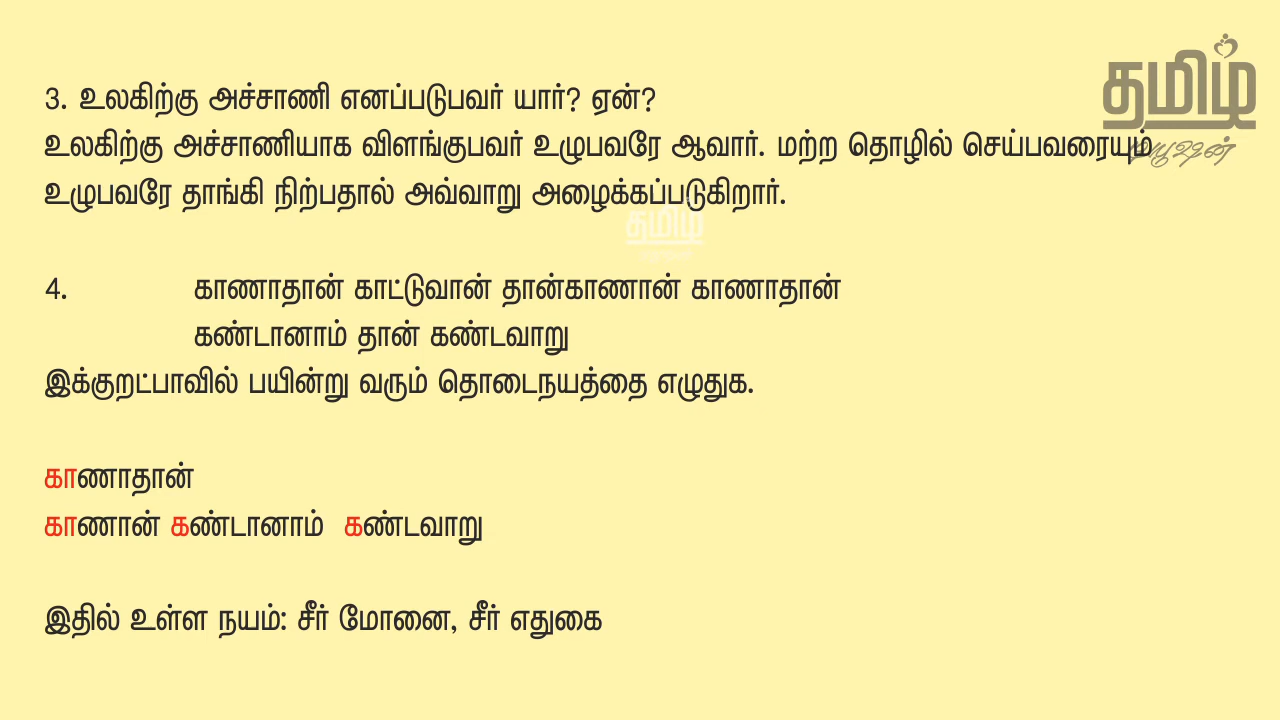 தமிழ்
டியூஷன்
3. உலகிற்கு அச்சாணி எனப்படுபவர் யார்? ஏன்?
உலகிற்கு அச்சாணியாக விளங்குபவர் உழுபவரே ஆவார். மற்ற தொழில் செய்பவரையும்
உழுபவரே தாங்கி நிற்பதால் அவ்வாறு அழைக்கப்படுகிறார்.
தமிழ்
4. காணாதான் காட்டுவான் தான்காணான் காணாதான்
கண்டானாம் தான் கண்டவாறு
இக்குறட்பாவில் பயின்று வரும் தொடைநயத்தை எழுதுக.
காணாதான்
காணான் கண்டானாம் கண்டவாறு
இதில் உள்ள நயம்: சீர் மோனை, சீர் எதுகை